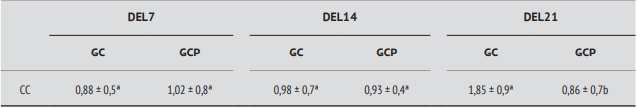 DEL7 DEL14 DEL21
GC GCP GC GCP GC GCP
CC 0,88 ± 0,5ª 1,02 ± 0,8ª 0,98 ± 0,7ª 0,93 ± 0,4ª 1,85 ± 0,9ª 0,86 ± 0,7b